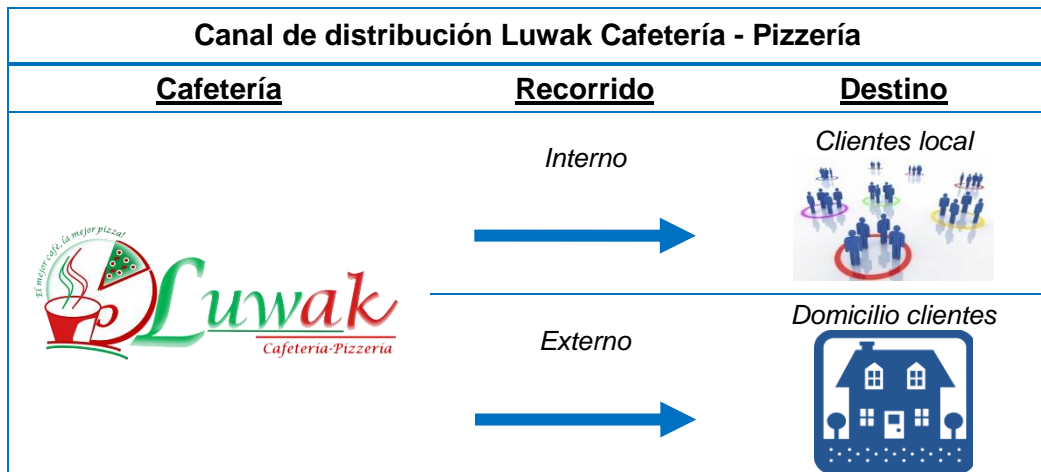 Canal de distribución Luwak Cafetería - Pizzería
Cafetería Recorrido Destino
Interno
Clientes local
El mejor café, la mejor pizza!
Luwak
Cafetería-Pizzería
Externo
Domicilio clientes